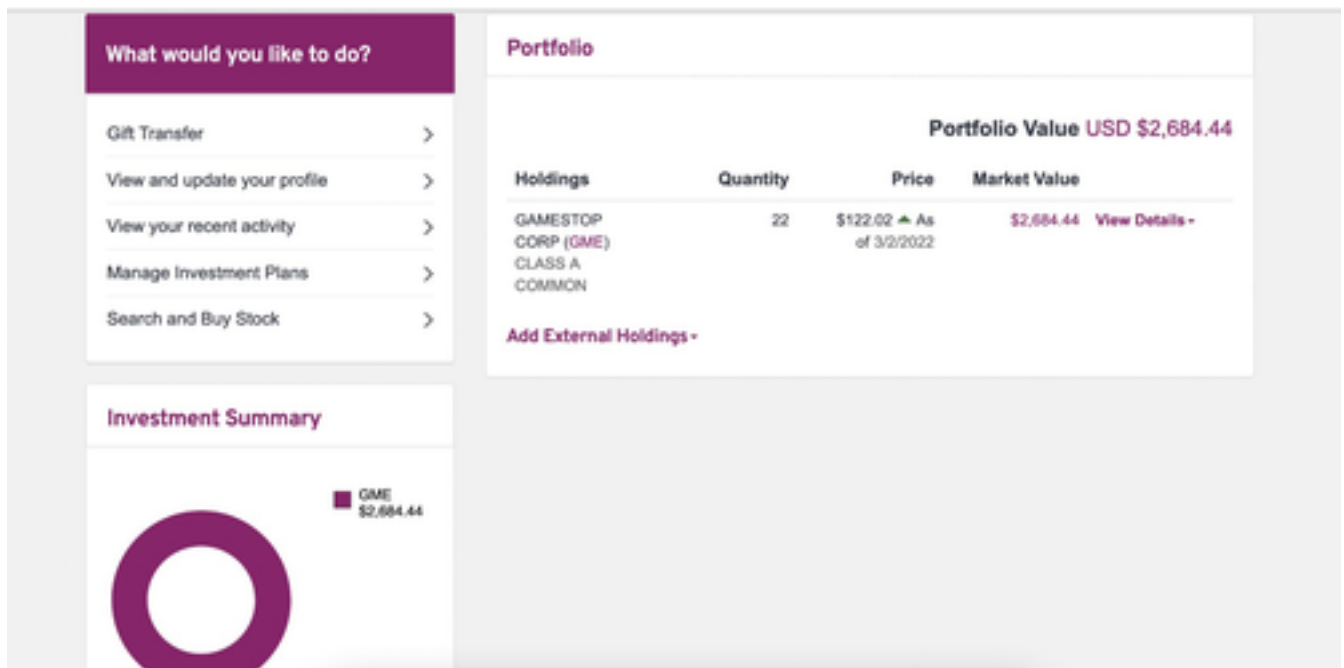 What would you like to do?
Gift Transfer
View and update your profile
View your recent activity
Manage Investment Plans
Search and Buy Stock
Investment Summary
GME
$2,684.44
Portfolio
Portfolio Value USD $2,684.44
Holdings Quantity Price Market Value
GAMESTOP 22 $122.02 As $2,684.44 View Details
CORP (GME) of 3/2/2022
CLASS A
COMMON
Add External Holdings